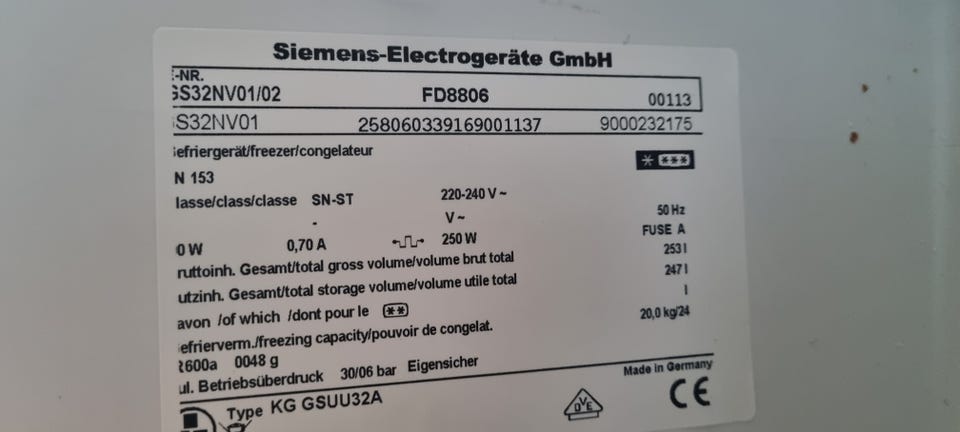 Siemens-Electrogeräte GmbH
E-NR.
GS32NV01/02 FD8806 00113
GS32NV01 258060339169001137 9000232175
Gefriergerät/freezer/congelateur
N 153
Klasse/class/classe SN-ST 220-240 V ~
- V ~ 50 Hz
0 W 0,70 A 250 W FUSE A
Bruttoinh. Gesamt/total gross volume/volume brut total 253 l
Nutzinh. Gesamt/total storage volume/volume utile total 247 l
davon /of which /dont pour le ** l
Gefrierverm./freezing capacity/pouvoir de congelat. 20,0 kg/24
R600a 0048 g
Zul. Betriebsüberdruck 30/06 bar Eigensicher
Made in Germany
Type KG GSUU32A
DVE
CE